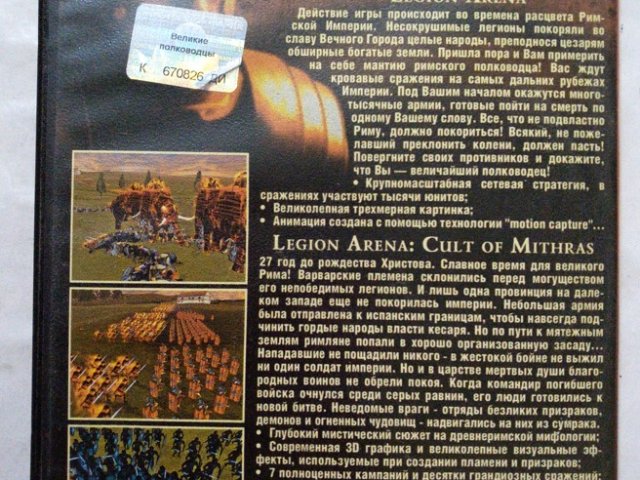 LEGION ARENA
Действие игры происходит во времена расцвета Рим-
ской Империи. Несокрушимые легионы покоряли во
славу Вечного Города целые народы, преподнося цезарям
обширные богатые земли. Пришла пора и Вам примерить
на себе мантию римского полководца! Вас ждут
кровавые сражения на самых дальних рубежах
Империи. Под Вашим началом окажутся много-
тысячные армии, готовые пойти на смерть по
одному Вашему слову. Все, что не подвластно
Риму, должно покориться! Всякий, не поже-
лавший преклонить колени, должен пасть!
Повергните своих противников и докажите,
что Вы — величайший полководец!
• Крупномасштабная сетевая стратегия, в
сражениях участвуют тысячи юнитов;
• Великолепная трехмерная картинка;
• Анимация создана с помощью технологии "motion capture"...
LEGION ARENA: CULT OF MITHRAS
27 год до рождества Христова. Славное время для великого
Рима! Варварские племена склонились перед могуществом
его непобедимых легионов. И лишь одна провинция на дале-
ком западе еще не покорилась империи. Небольшая армия
была отправлена к испанским границам, чтобы навсегда под-
чинить гордые народы власти кесаря. Но по пути к мятежным
землям римляне попали в хорошо организованную засаду...
Нападавшие не пощадили никого - в жестокой бойне не выжил
ни один солдат империи. Но и в царстве мертвых души благо-
родных воинов не обрели покоя. Когда командир погибшего
войска очнулся среди серых равнин, его люди готовились к
новой битве. Неведомые враги - отряды безликих призраков,
демонов и огненных чудовищ - надвигались на них из сумрака.
• Глубокий мистический сюжет на древнеримской мифологии;
• Современная 3D графика и великолепные визуальные эф-
фекты, используемые при создании пламени и призраков;
• 7 полноценных кампаний и десятки грандиозных сражений;
Великие
полководцы
К 670826 ДИ